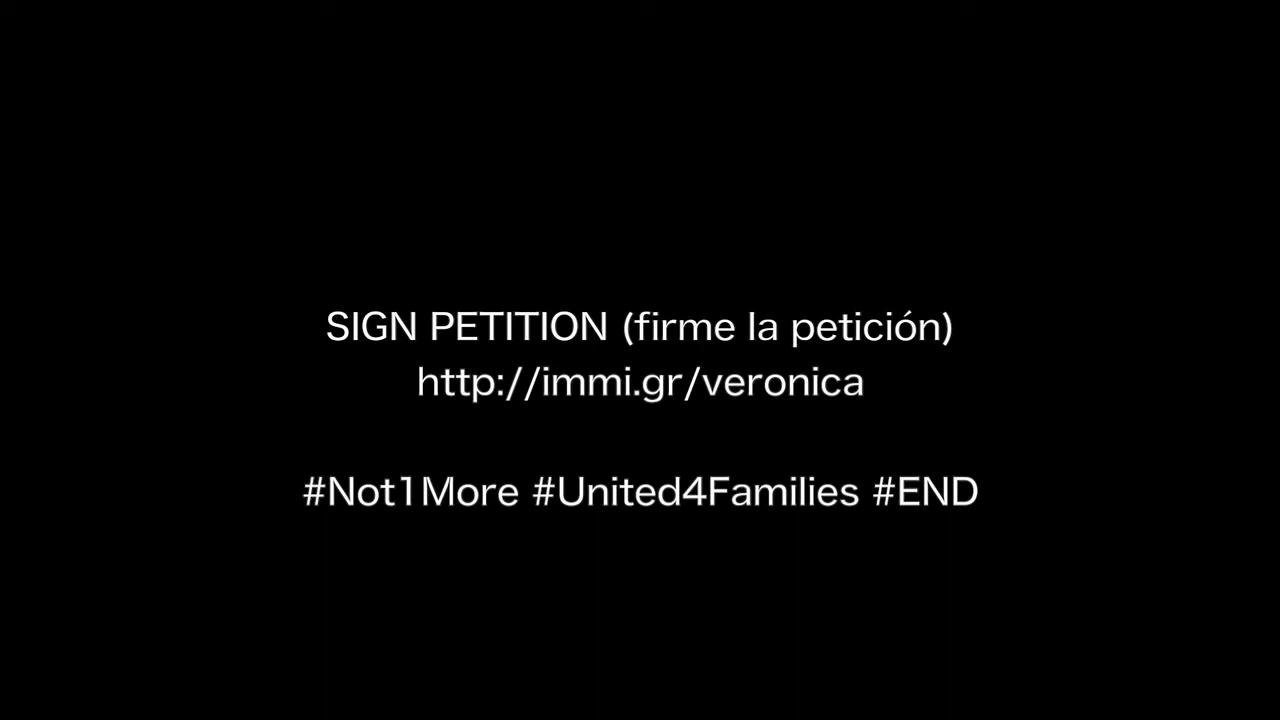 SIGN PETITION (firme la petición)
http://immi.gr/veronica
#Not1More #United4Families #END